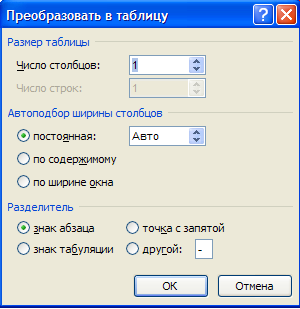 Преобразовать в таблицу
Размер таблицы
Число столбцов: 1
Число строк: 1
Автоподбор ширины столбцов
постоянная: Авто
по содержимому
по ширине окна
Разделитель
знак абзаца точка с запятой
знак табуляции другой: -
ОК Отмена